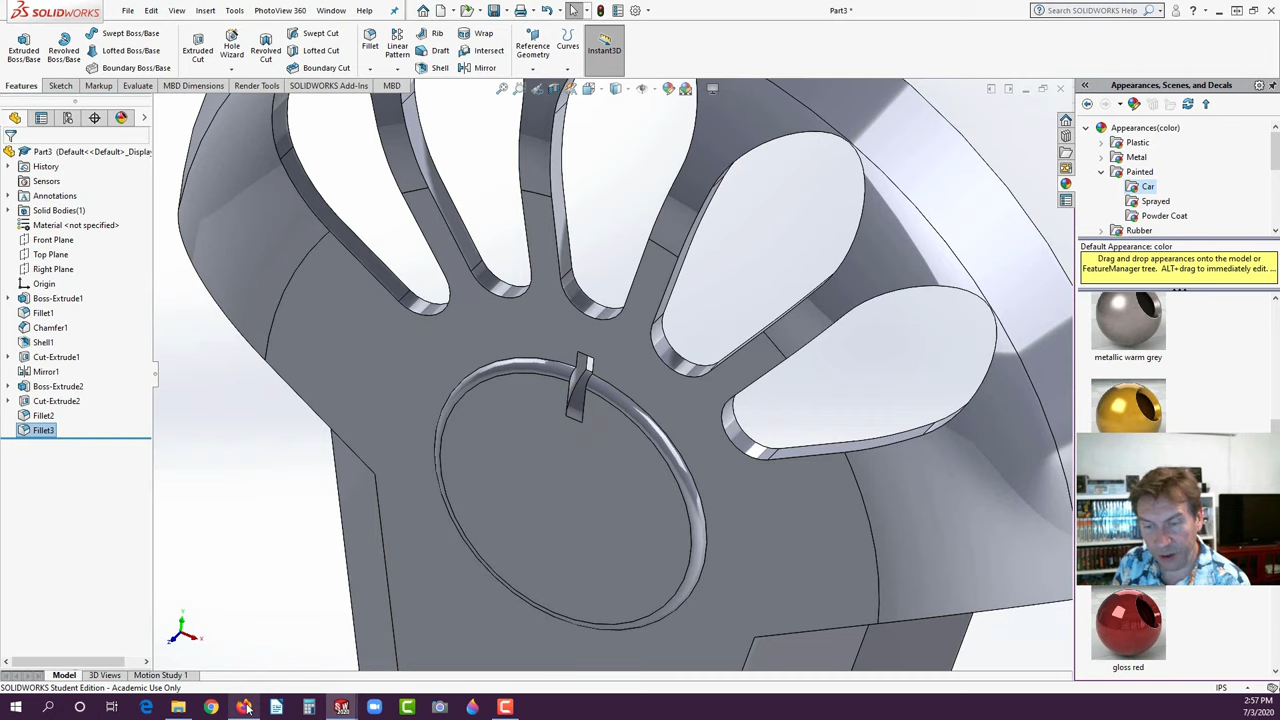 SOLIDWORKS
File Edit View Insert Tools PhotoView 360 Window Help
Part3 *
Search SOLIDWORKS Help
Extruded Boss/Base
Revolved Boss/Base
Swept Boss/Base
Lofted Boss/Base
Boundary Boss/Base
Extruded Cut
Hole Wizard
Revolved Cut
Swept Cut
Lofted Cut
Boundary Cut
Fillet
Linear Pattern
Rib
Draft
Shell
Wrap
Intersect
Mirror
Reference Geometry
Curves
Instant3D
Features Sketch Markup Evaluate MBD Dimensions Render Tools SOLIDWORKS Add-Ins MBD
Part3 (Default<<Default>_Display
History
Sensors
Annotations
Solid Bodies(1)
Material <not specified>
Front Plane
Top Plane
Right Plane
Origin
Boss-Extrude1
Fillet1
Chamfer1
Shell1
Cut-Extrude1
Mirror1
Boss-Extrude2
Cut-Extrude2
Fillet2
Fillet3
Appearances, Scenes, and Decals
Appearances(color)
Plastic
Metal
Painted
Car
Sprayed
Powder Coat
Rubber
Default Appearance: color
Drag and drop appearances onto the model or
FeatureManager tree. ALT+drag to immediately edit. ...
metallic warm grey
gloss red
Model 3D Views Motion Study 1
SOLIDWORKS Student Edition - Academic Use Only
IPS
2:57 PM
7/3/2020